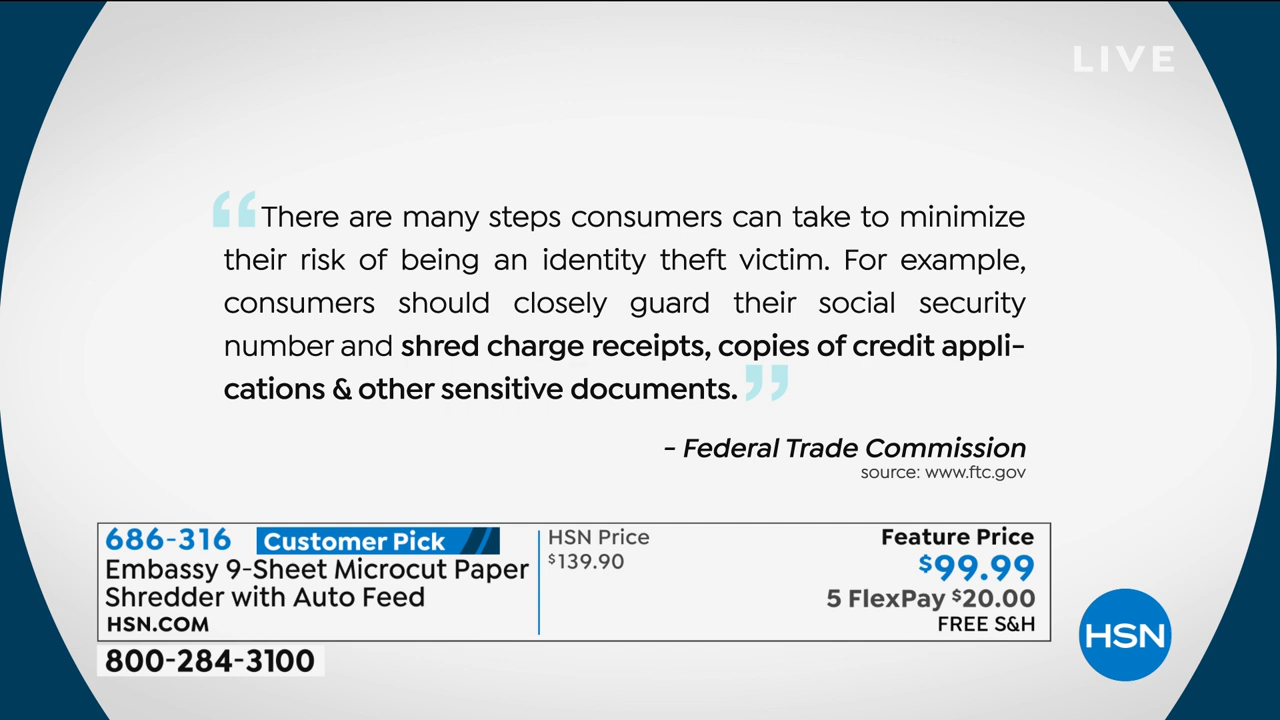 LIVE
“There are many steps consumers can take to minimize
their risk of being an identity theft victim. For example,
consumers should closely guard their social security
number and shred charge receipts, copies of credit appli-
cations & other sensitive documents.”
- Federal Trade Commission
source: www.ftc.gov
686-316 Customer Pick
Embassy 9-Sheet Microcut Paper
Shredder with Auto Feed
HSN.COM
HSN Price
$139.90
Feature Price
$99.99
5 FlexPay $20.00
FREE S&H
800-284-3100
HSN